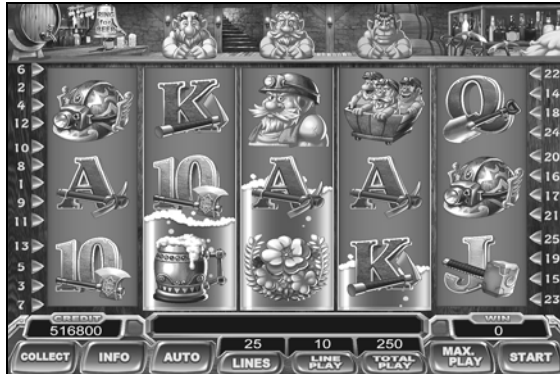 6 22
2 14
4 K Q 18
12 24
10 20
8 16
1 A 10 A A 17
9 21
11 25
13 19
5 10 K J 15
3 23
7
CREDIT WIN
516800 0
25 10 250
COLLECT INFO AUTO LINES LINE PLAY TOTAL PLAY MAX. PLAY START